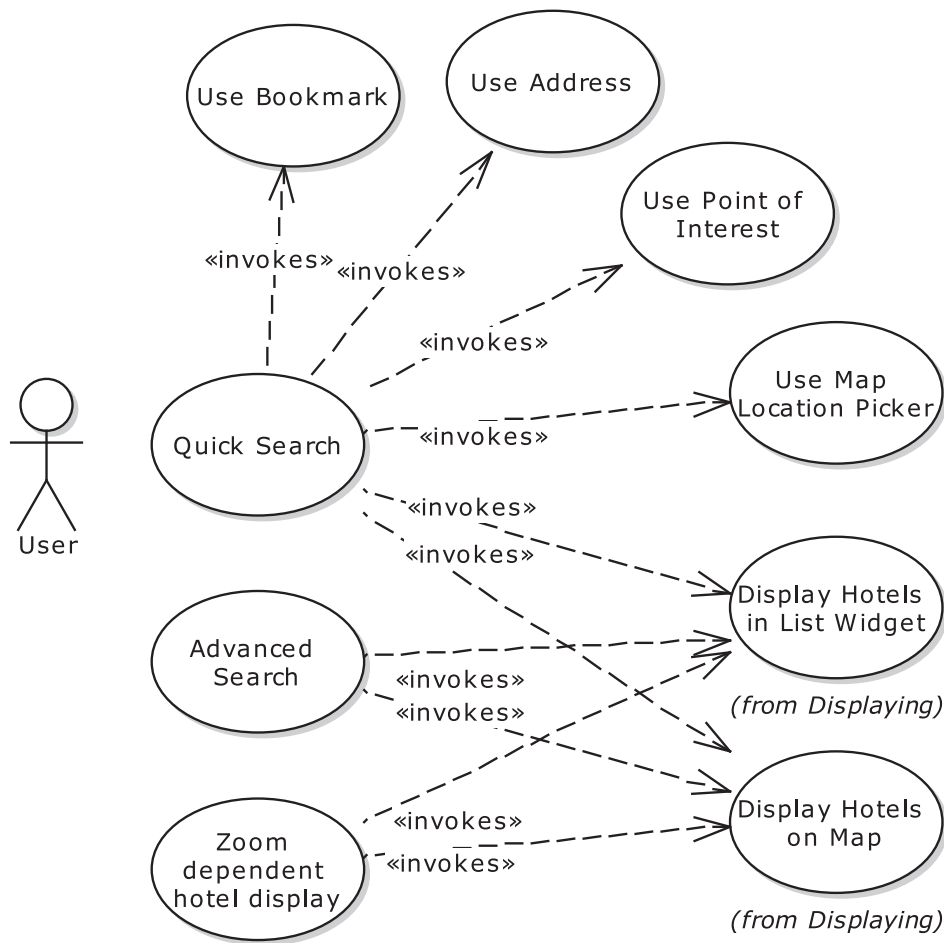 Use Bookmark
Use Address
Use Point of
Interest
«invokes»
«invokes»
«invokes»
Use Map
Location Picker
Quick Search
«invokes»
User
«invokes»
«invokes»
Display Hotels
in List Widget
(from Displaying)
Advanced
Search
«invokes»
«invokes»
Display Hotels
on Map
(from Displaying)
Zoom
dependent
hotel display
«invokes»
«invokes»